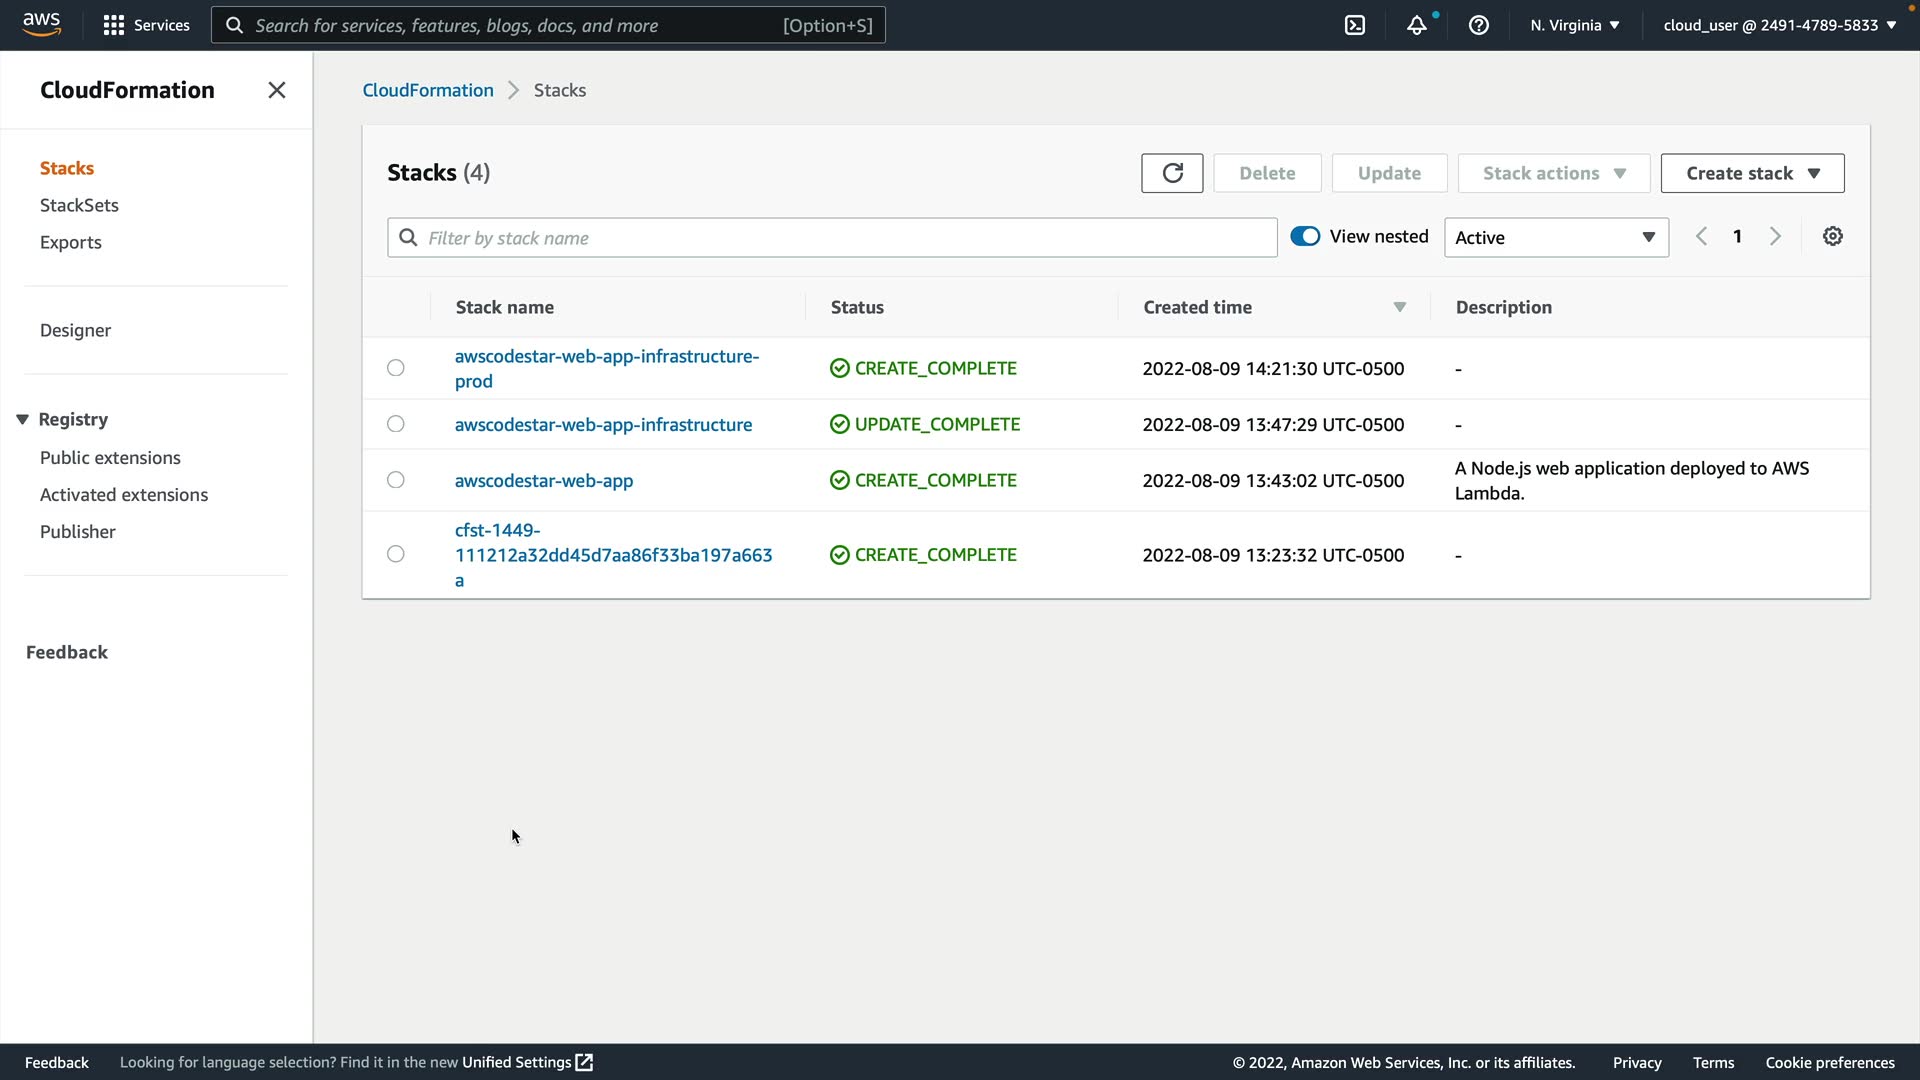 aws
Services
Search for services, features, blogs, docs, and more
[Option+S]
N. Virginia
cloud_user @ 2491-4789-5833
CloudFormation
Stacks
StackSets
Exports
Designer
Registry
Public extensions
Activated extensions
Publisher
Feedback
CloudFormation
Stacks
Stacks (4)
Delete
Update
Stack actions
Create stack
Filter by stack name
View nested
Active
1
Stack name
Status
Created time
Description
awscodestar-web-app-infrastructure-
prod
CREATE_COMPLETE
2022-08-09 14:21:30 UTC-0500
-
awscodestar-web-app-infrastructure
UPDATE_COMPLETE
2022-08-09 13:47:29 UTC-0500
-
awscodestar-web-app
CREATE_COMPLETE
2022-08-09 13:43:02 UTC-0500
A Node.js web application deployed to AWS
Lambda.
cfst-1449-
111212a32dd45d7aa86f33ba197a663
a
CREATE_COMPLETE
2022-08-09 13:23:32 UTC-0500
-
Feedback
Looking for language selection? Find it in the new Unified Settings
© 2022, Amazon Web Services, Inc. or its affiliates.
Privacy
Terms
Cookie preferences